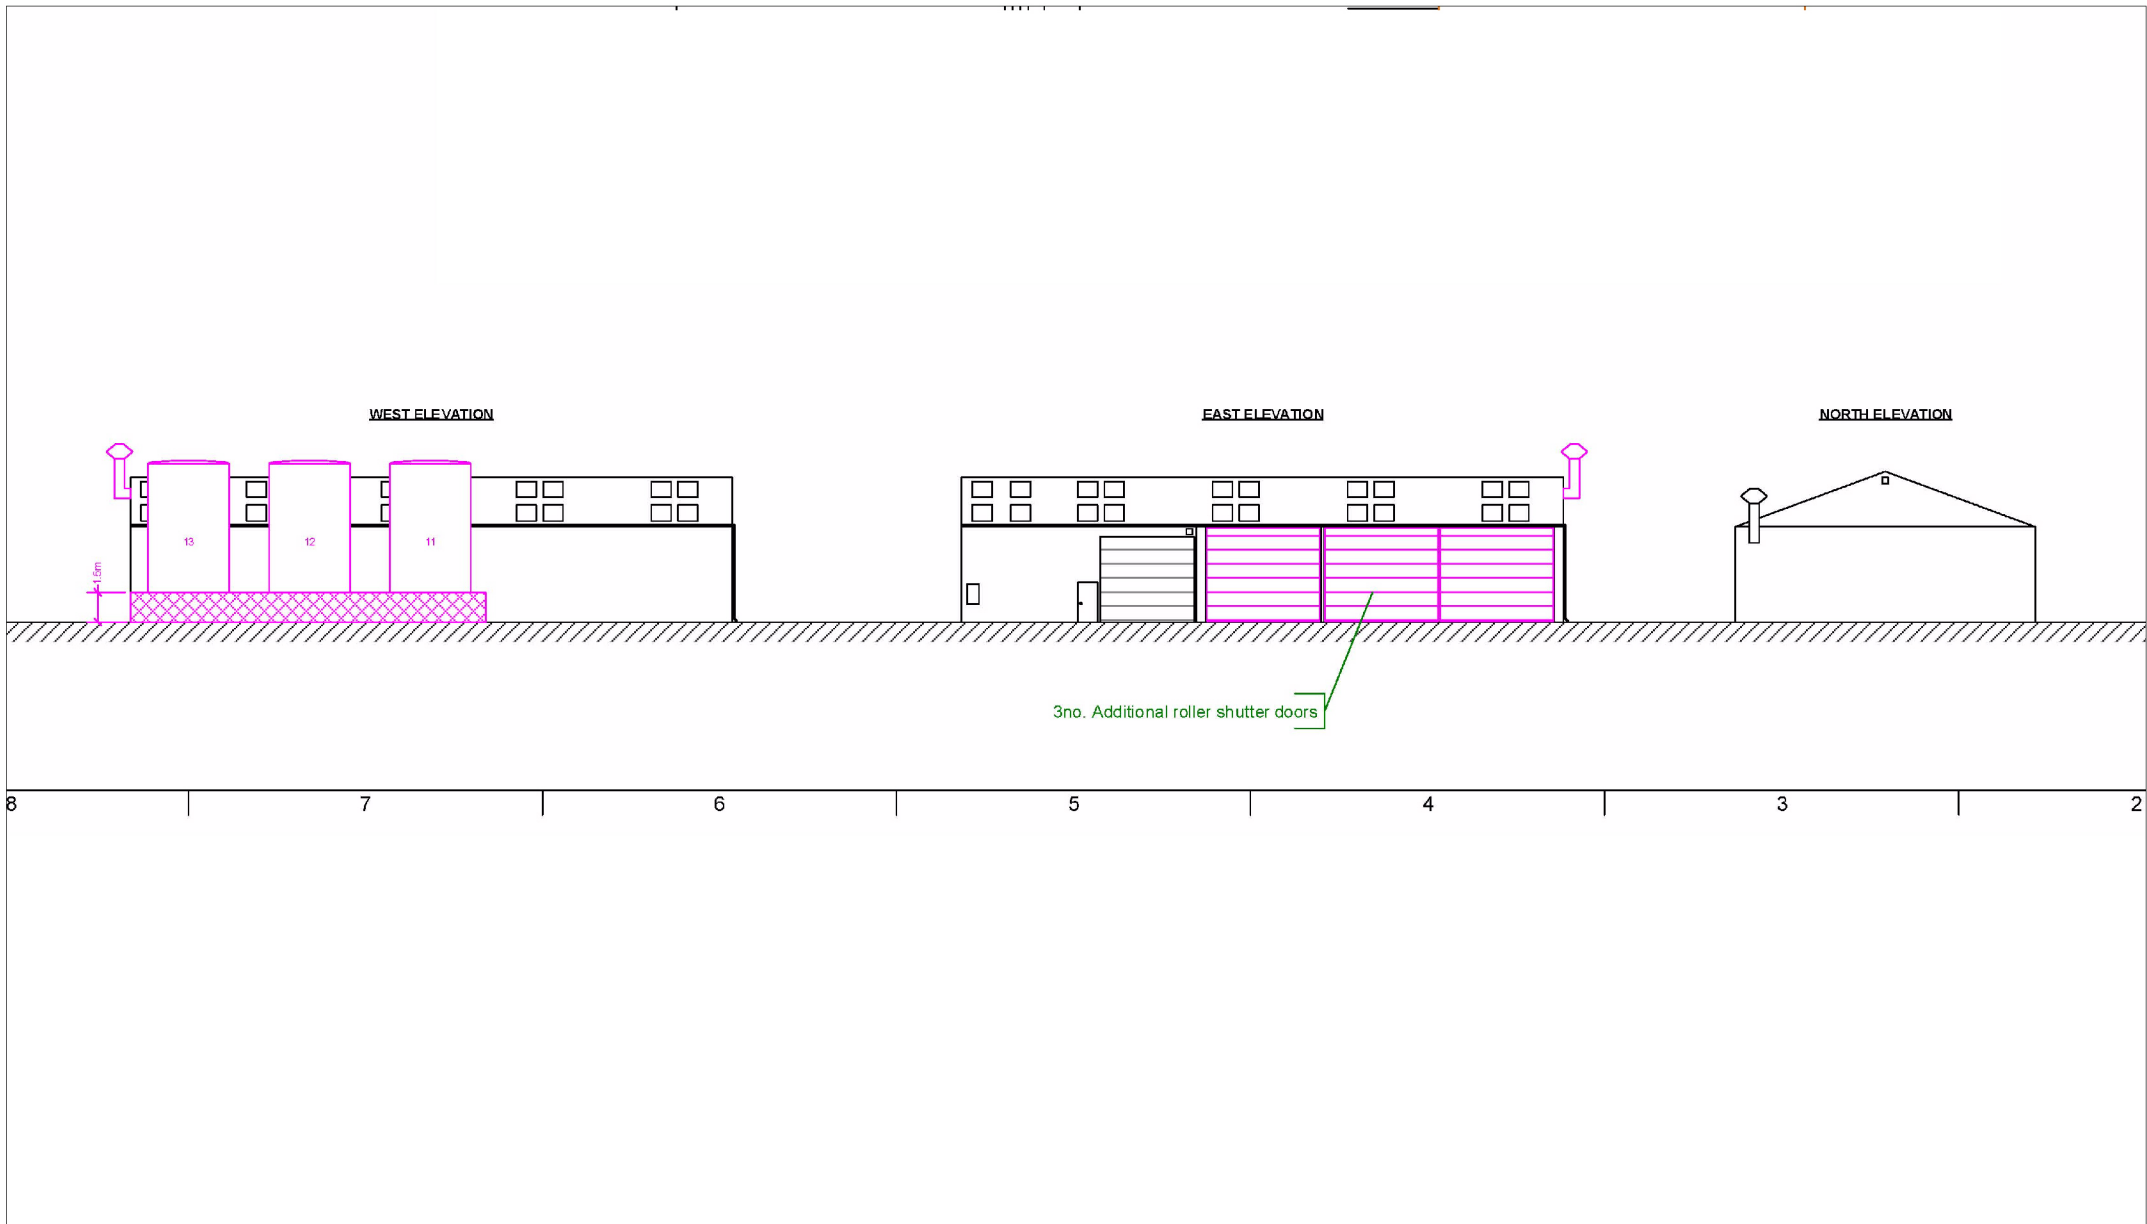 WEST ELEVATION
EAST ELEVATION
NORTH ELEVATION
13
12
11
1.5m
3no. Additional roller shutter doors
8
7
6
5
4
3
2